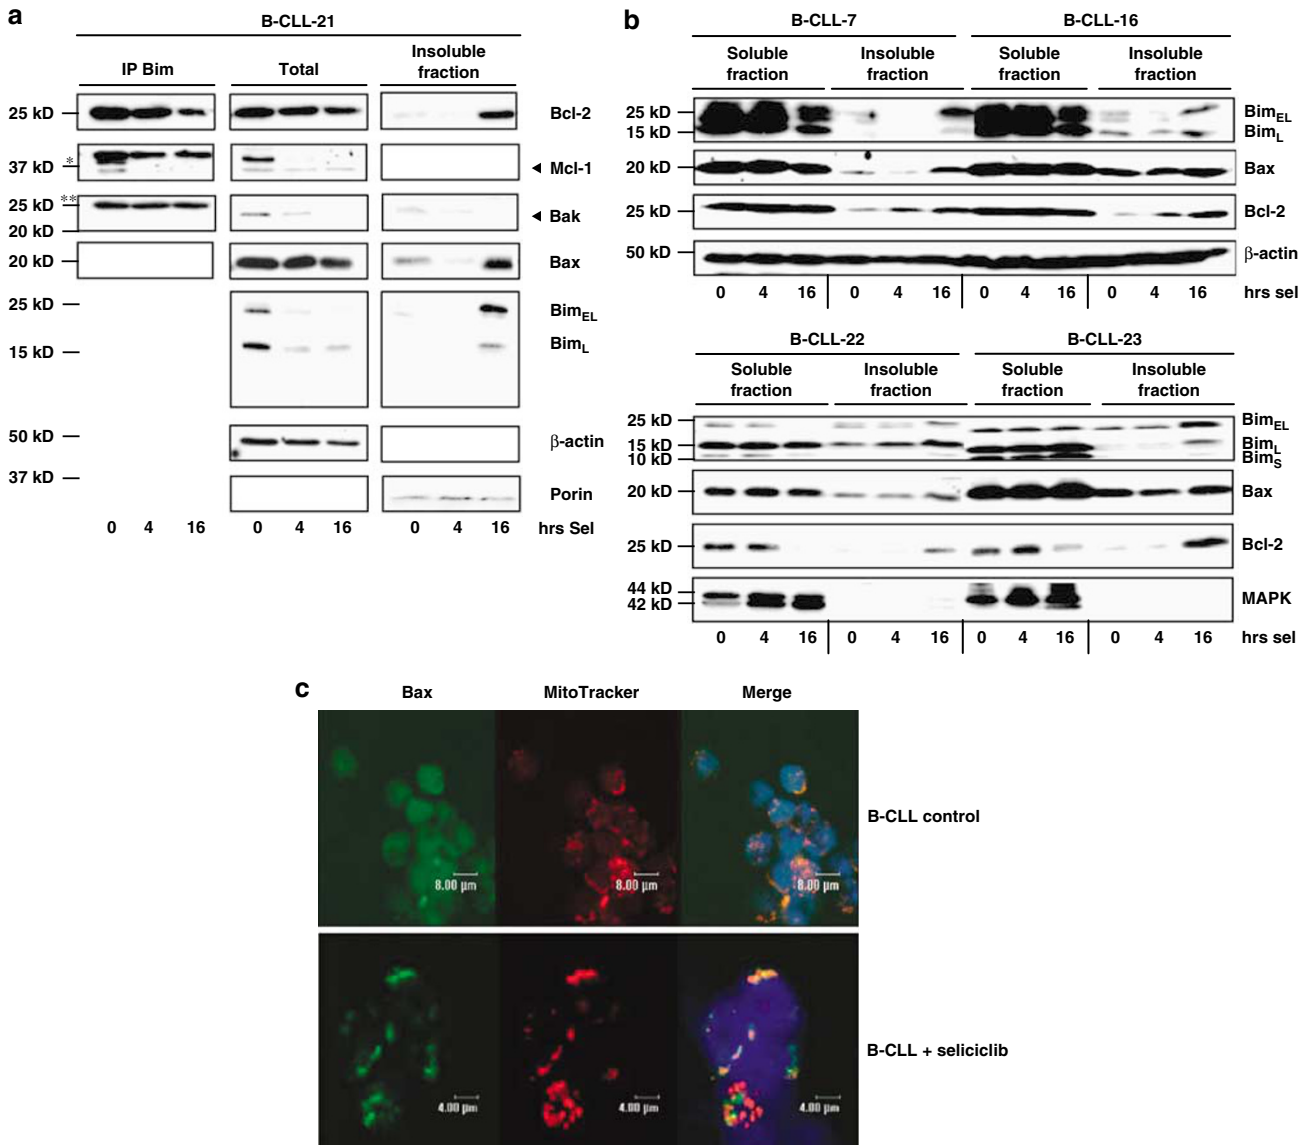 a
B-CLL-21
IP Bim Total Insoluble fraction
25 kD Bcl-2
*
37 kD Mcl-1
25 kD ** Bak
20 kD
20 kD Bax
25 kD BimEL
15 kD BimL
50 kD β-actin
37 kD Porin
0 4 16 0 4 16 0 4 16 hrs Sel
b
B-CLL-7 B-CLL-16
Soluble fraction Insoluble fraction Soluble fraction Insoluble fraction
25 kD BimEL
15 kD BimL
20 kD Bax
25 kD Bcl-2
50 kD β-actin
0 4 16 0 4 16 0 4 16 0 4 16 hrs sel
B-CLL-22 B-CLL-23
Soluble fraction Insoluble fraction Soluble fraction Insoluble fraction
25 kD BimEL
15 kD BimL
10 kD BimS
20 kD Bax
25 kD Bcl-2
44 kD
42 kD MAPK
0 4 16 0 4 16 0 4 16 0 4 16 hrs sel
c
Bax MitoTracker Merge
8.00 µm 8.00 µm 8.00 µm
B-CLL control
4.00 µm 4.00 µm 4.00 µm
B-CLL + seliciclib